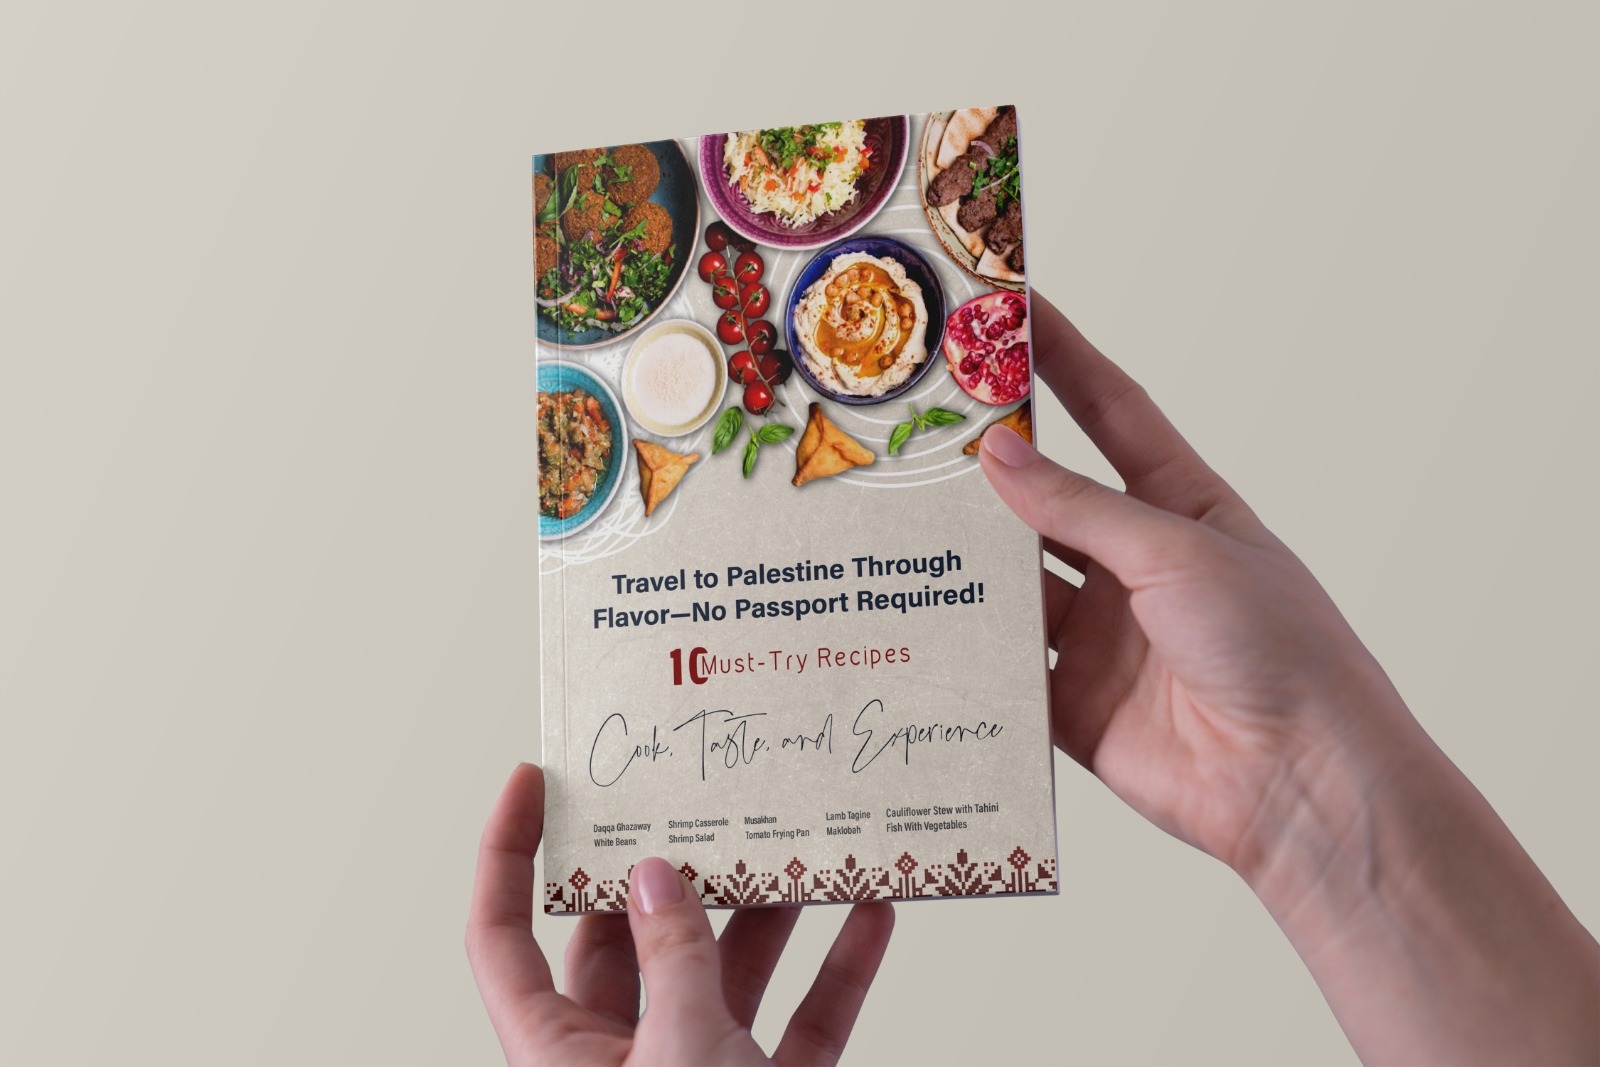 Travel to Palestine Through
Flavor—No Passport Required!
10 Must-Try Recipes
Cook, Taste, and Experience
Daqqa Ghazaway
White Beans
Shrimp Casserole
Shrimp Salad
Musakhan
Tomato Frying Pan
Lamb Tagine
Maklobah
Cauliflower Stew with Tahini
Fish With Vegetables